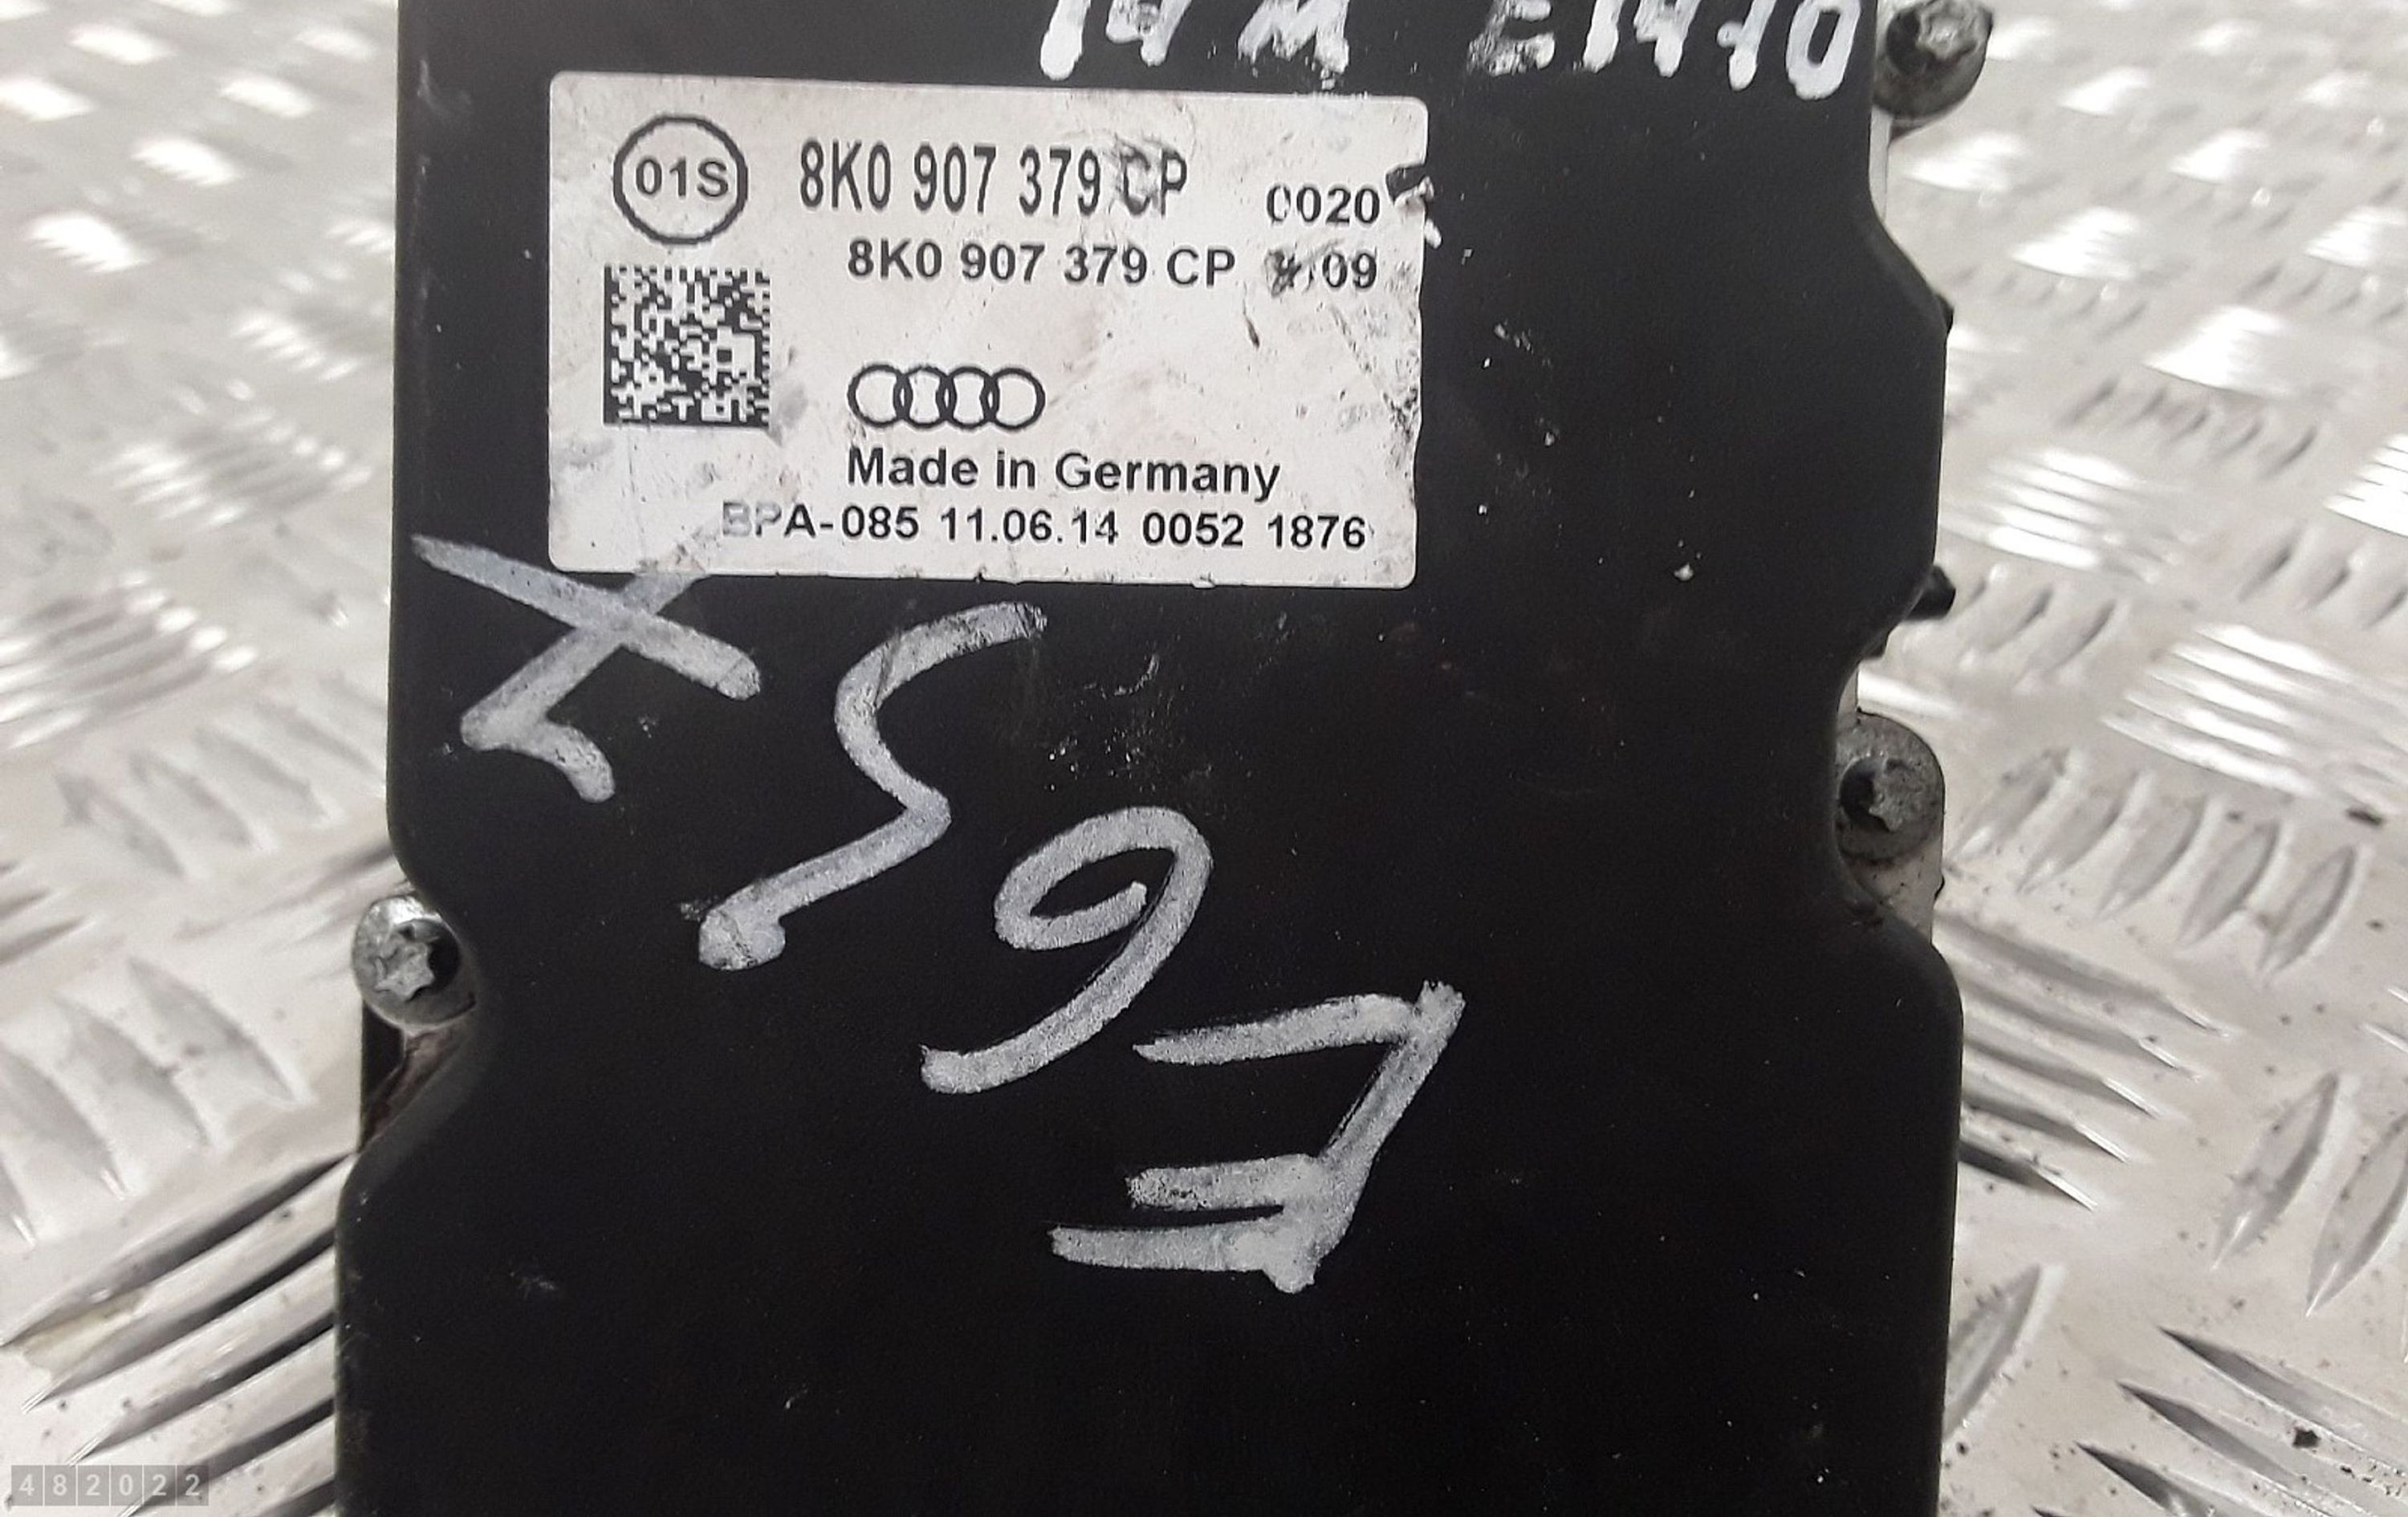 01S
8K0 907 379 CP 0020
8K0 907 379 CP 09
Made in Germany
BPA-085 11.06.14 0052 1876
482022